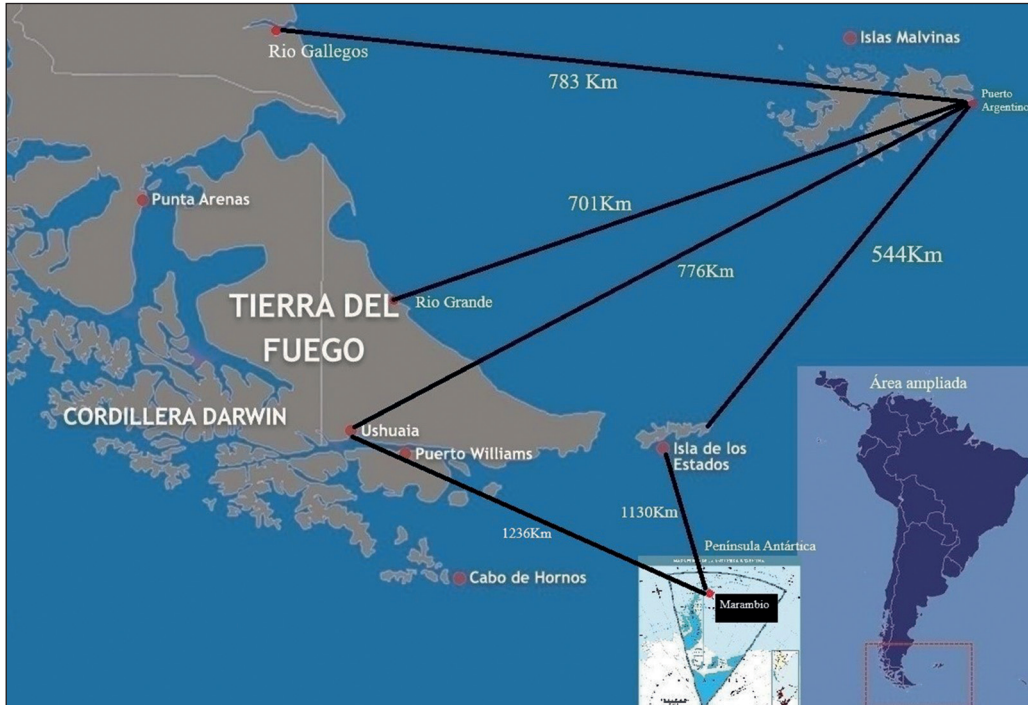 Rio Gallegos
Islas Malvinas
783 Km
Puerto
Argentino
Punta Arenas
701Km
776Km
544Km
TIERRA DEL
FUEGO
Rio Grande
Área ampliada
CORDILLERA DARWIN
Ushuaia
Puerto Williams
Isla de los
Estados
1130Km
1236Km
Península Antártica
Cabo de Hornos
Marambio